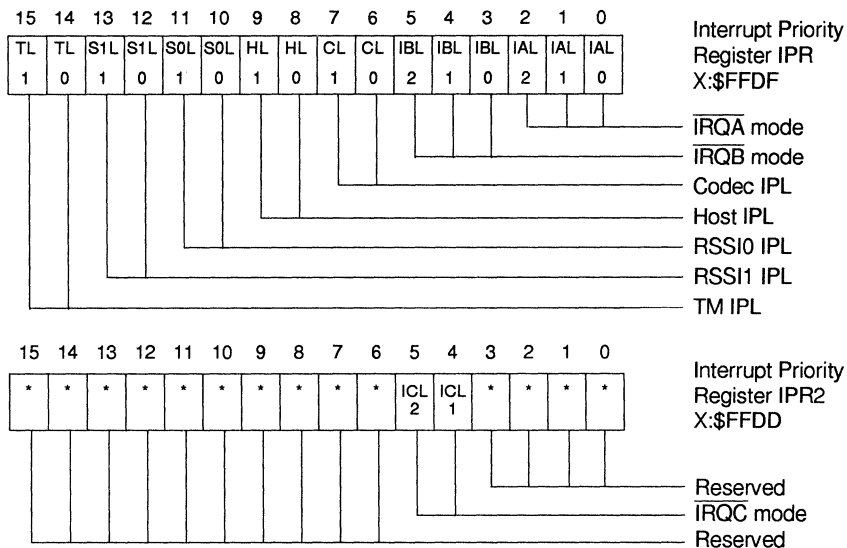 15 14 13 12 11 10 9 8 7 6 5 4 3 2 1 0
TL TL S1L S1L S0L S0L HL HL CL CL IBL IBL IBL IAL IAL IAL
1 0 1 0 1 0 1 0 1 0 2 1 0 2 1 0
Interrupt Priority
Register IPR
X:$FFDF
IRQA mode
IRQB mode
Codec IPL
Host IPL
RSSI0 IPL
RSSI1 IPL
TM IPL
15 14 13 12 11 10 9 8 7 6 5 4 3 2 1 0
* * * * * * * * * * ICL ICL * * * *
2 1
Interrupt Priority
Register IPR2
X:$FFDD
Reserved
IRQC mode
Reserved